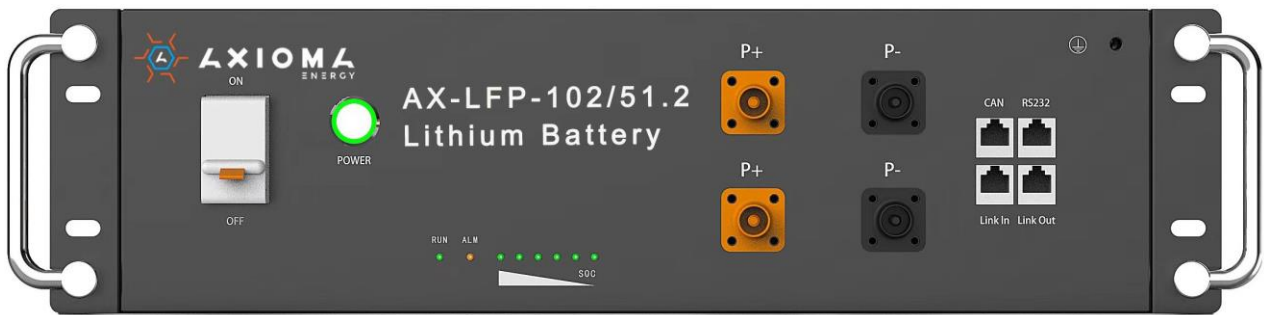 AXIOMA
ENERGY
ON
OFF
POWER
AX-LFP-102/51.2
Lithium Battery
RUN ALM
SOC
P+ P-
P+ P-
CAN RS232
Link In Link Out